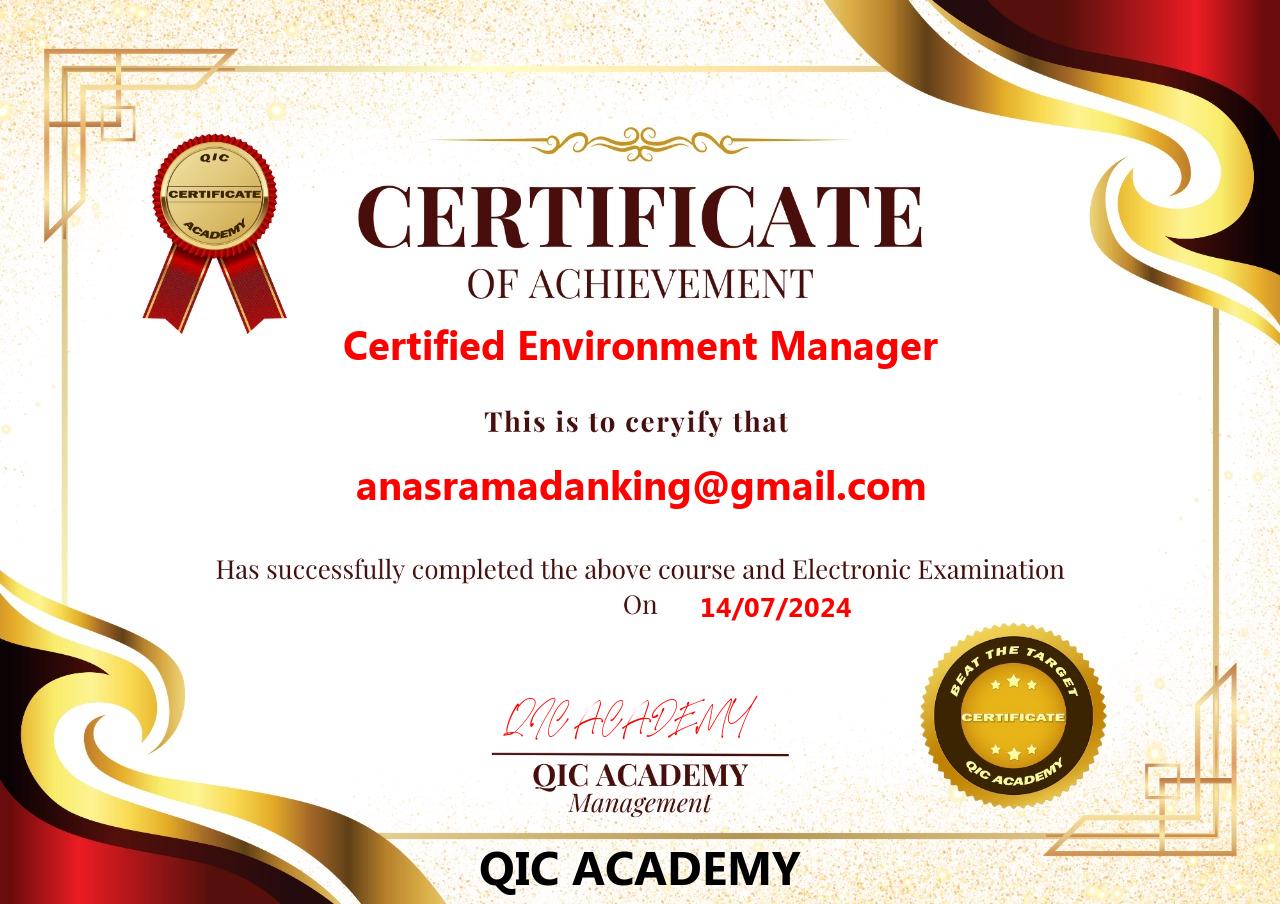 QIC
CERTIFICATE
ACADEMY
CERTIFICATE
OF ACHIEVEMENT
Certified Environment Manager
This is to ceryify that
anasramadanking@gmail.com
Has successfully completed the above course and Electronic Examination
On 14/07/2024
BEAT THE TARGET
CERTIFICATE
QIC ACADEMY
QIC ACADEMY
QIC ACADEMY
Management
QIC ACADEMY